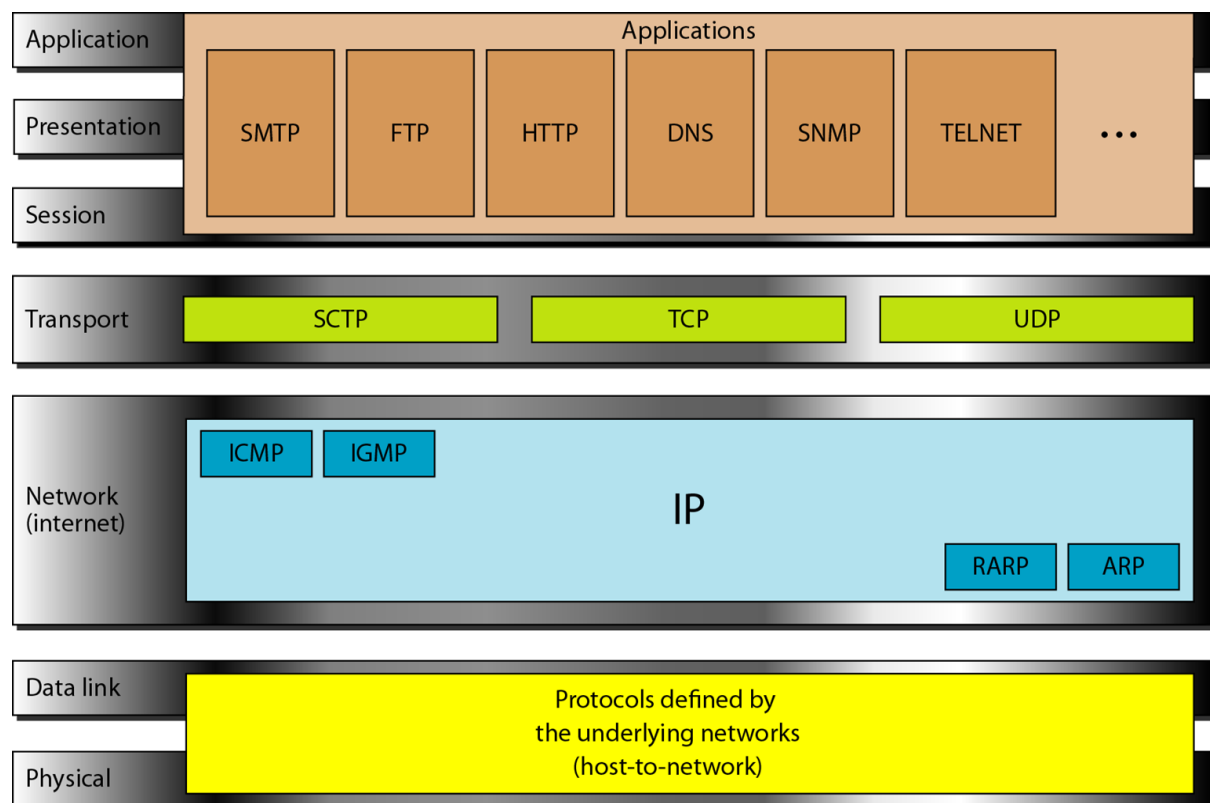 Application
Applications
Presentation
SMTP
FTP
HTTP
DNS
SNMP
TELNET
...
Session
Transport
SCTP
TCP
UDP
Network
(internet)
ICMP
IGMP
IP
RARP
ARP
Data link
Protocols defined by
the underlying networks
(host-to-network)
Physical